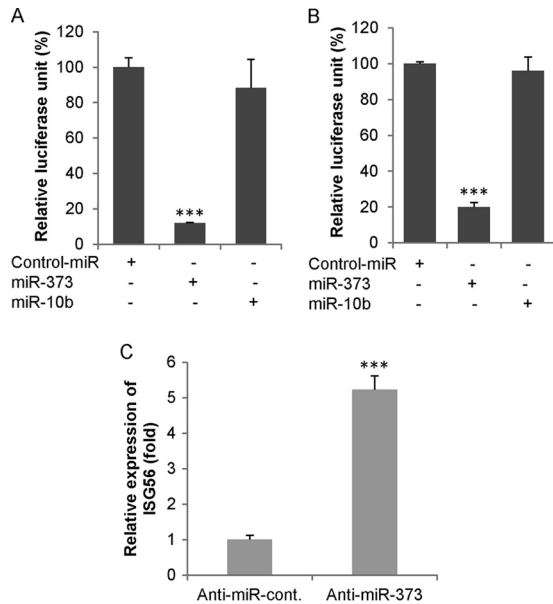 A
Relative luciferase unit (%)
120
100
80
60
40
20
0
***
Control-miR + - -
miR-373 - + -
miR-10b - - +
B
Relative luciferase unit (%)
120
100
80
60
40
20
0
***
Control-miR + - -
miR-373 - + -
miR-10b - - +
C
Relative expression of
ISG56 (fold)
6
5
4
3
2
1
0
***
Anti-miR-cont. Anti-miR-373